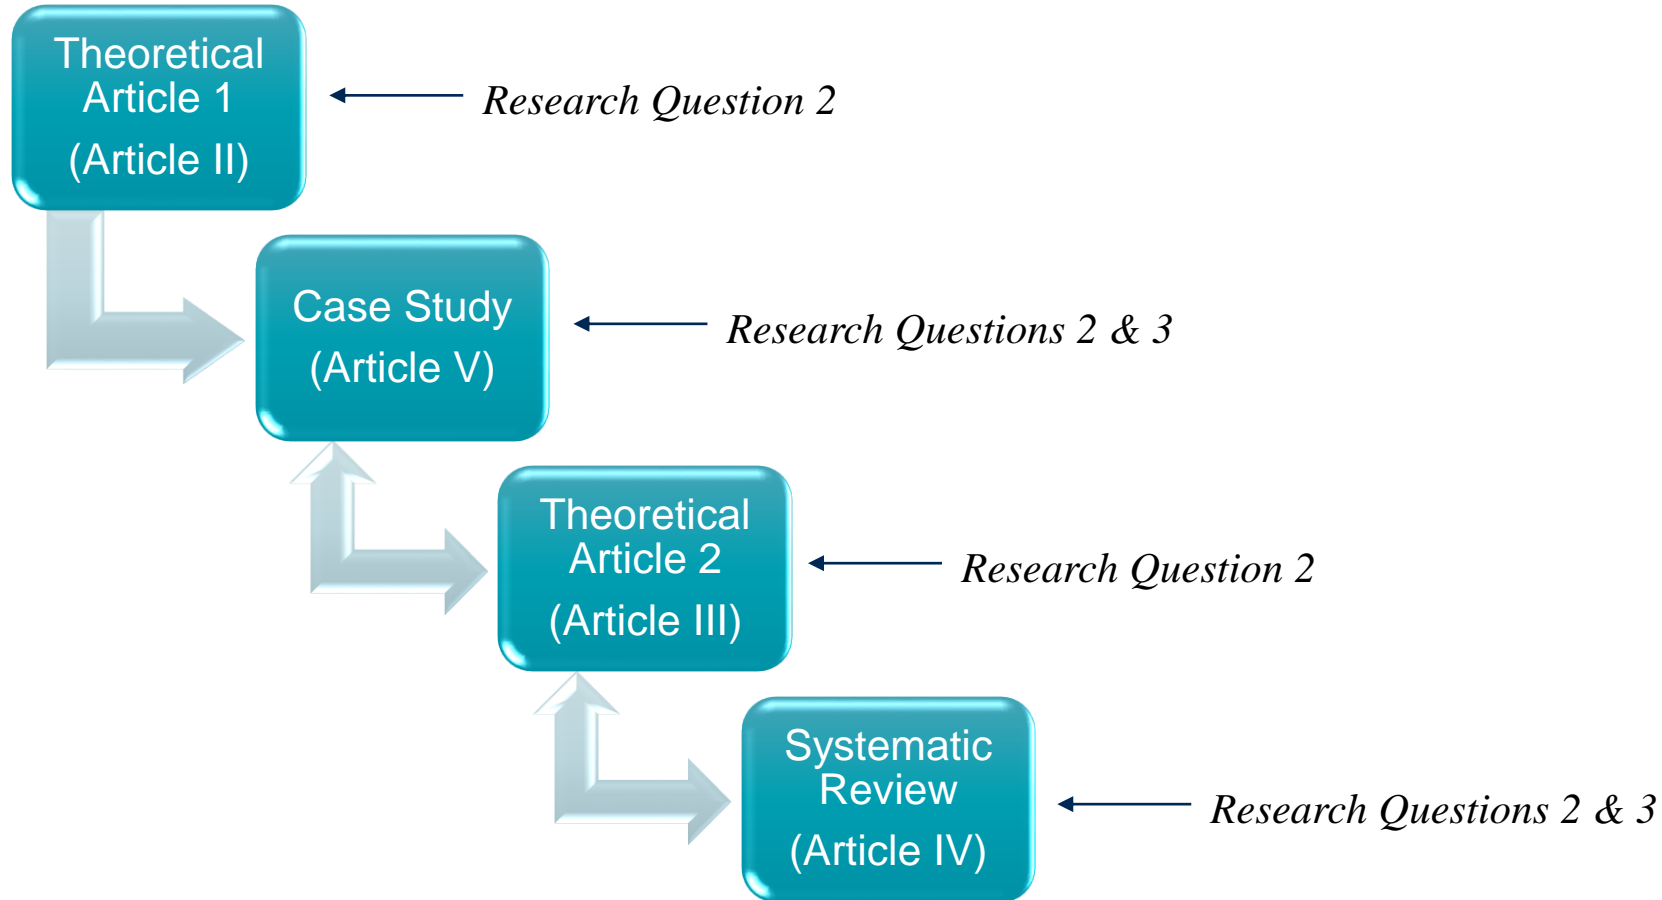 Theoretical
Article 1
(Article II)
Research Question 2
Case Study
(Article V)
Research Questions 2 & 3
Theoretical
Article 2
(Article III)
Research Question 2
Systematic
Review
(Article IV)
Research Questions 2 & 3